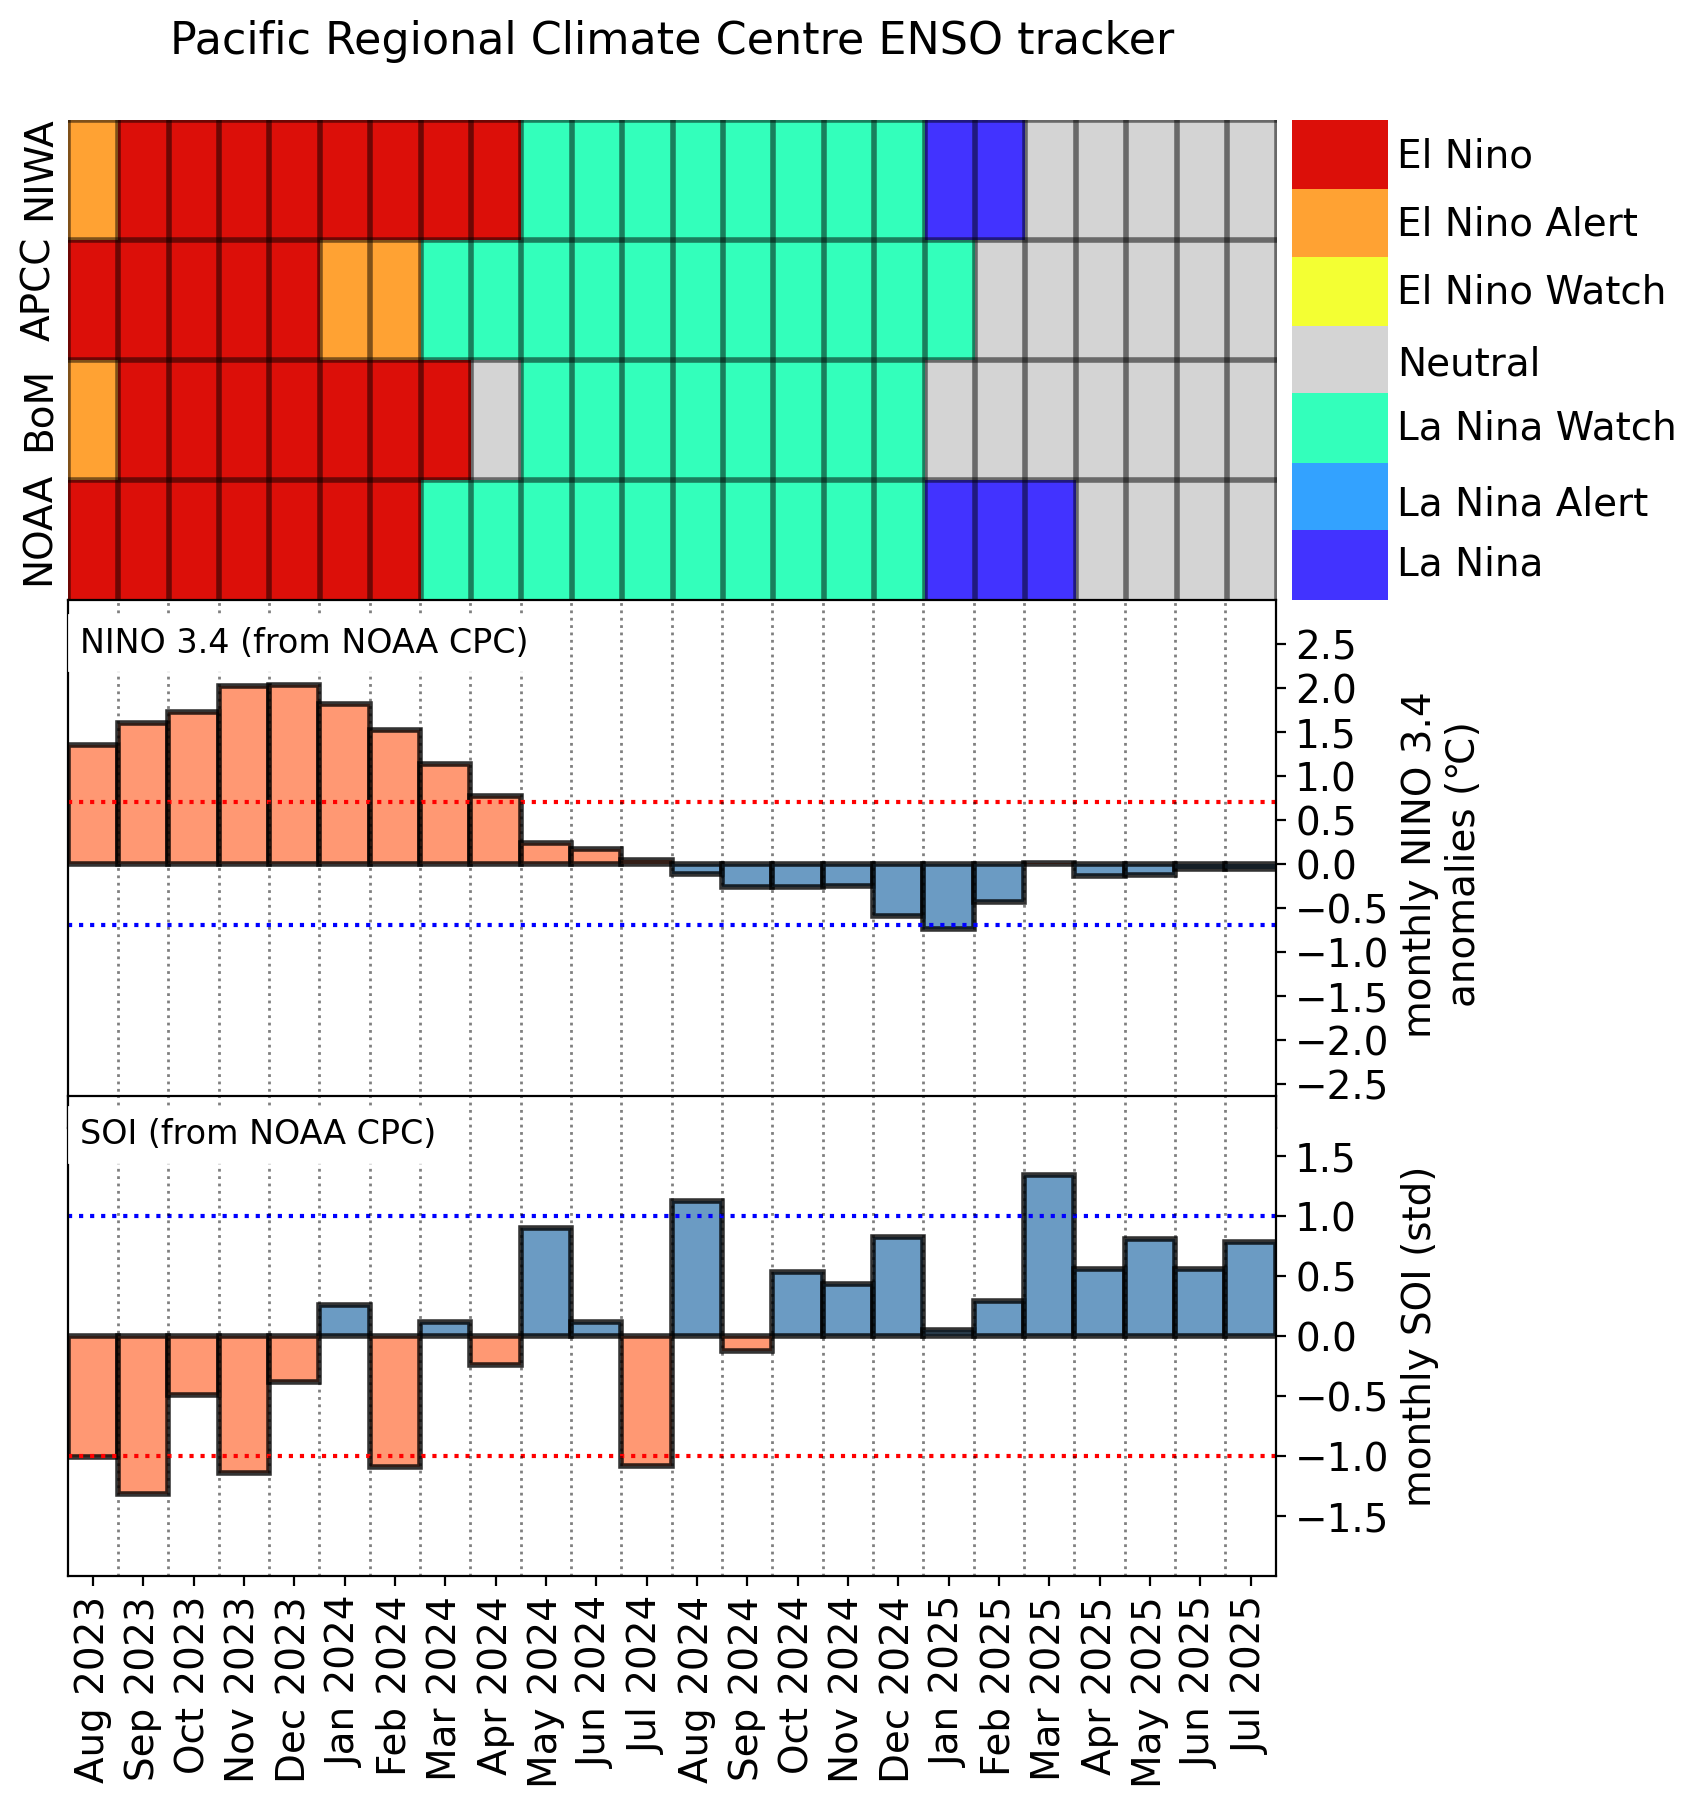 Pacific Regional Climate Centre ENSO tracker
NIWA
APCC
BoM
NOAA
El Nino
El Nino Alert
El Nino Watch
Neutral
La Nina Watch
La Nina Alert
La Nina
NINO 3.4 (from NOAA CPC)
2.5
2.0
1.5
1.0
0.5
0.0
−0.5
−1.0
−1.5
−2.0
−2.5
monthly NINO 3.4
anomalies (℃)
SOI (from NOAA CPC)
1.5
1.0
0.5
0.0
−0.5
−1.0
−1.5
monthly SOI (std)
Aug 2023
Sep 2023
Oct 2023
Nov 2023
Dec 2023
Jan 2024
Feb 2024
Mar 2024
Apr 2024
May 2024
Jun 2024
Jul 2024
Aug 2024
Sep 2024
Oct 2024
Nov 2024
Dec 2024
Jan 2025
Feb 2025
Mar 2025
Apr 2025
May 2025
Jun 2025
Jul 2025